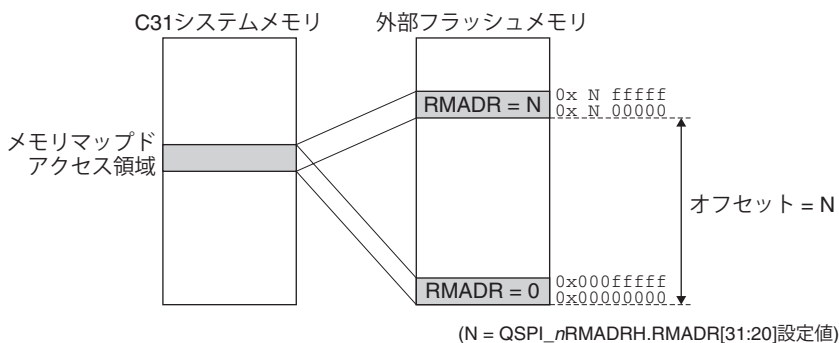 C31システムメモリ
外部フラッシュメモリ
RMADR = N
0x N fffff
0x N 00000
メモリマップド
アクセス領域
オフセット = N
RMADR = 0
0x000fffff
0x00000000
(N = QSPI_nRMADRH.RMADR[31:20]設定値)